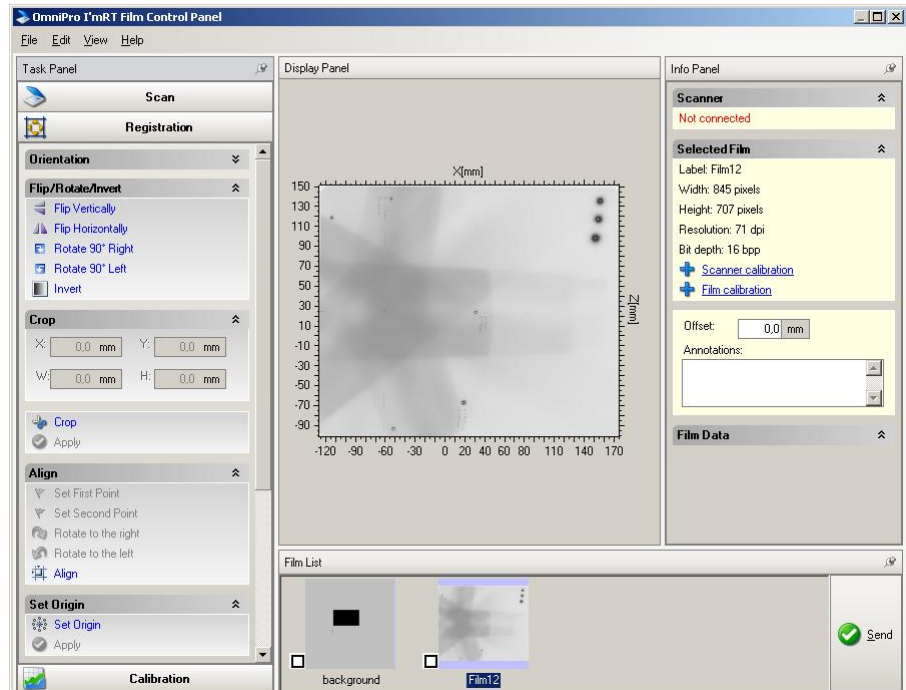 OmniPro I'mRT Film Control Panel
File Edit View Help
Task Panel
Scan
Registration
Orientation
Flip/Rotate/Invert
Flip Vertically
Flip Horizontally
Rotate 90° Right
Rotate 90° Left
Invert
Crop
X: 0,0 mm Y: 0,0 mm
W: 0,0 mm H: 0,0 mm
Crop
Apply
Align
Set First Point
Set Second Point
Rotate to the right
Rotate to the left
Align
Set Origin
Set Origin
Apply
Calibration
Display Panel
X[mm]
150
130
110
90
70
50
30
10
-10
-30
-50
-70
-90
Z[mm]
-120 -90 -60 -30 0 20 40 60 80 110 140 170
Film List
background
Film12
Send
Info Panel
Scanner
Not connected
Selected Film
Label: Film12
Width: 845 pixels
Height: 707 pixels
Resolution: 71 dpi
Bit depth: 16 bpp
Scanner calibration
Film calibration
Offset: 0,0 mm
Annotations:
Film Data